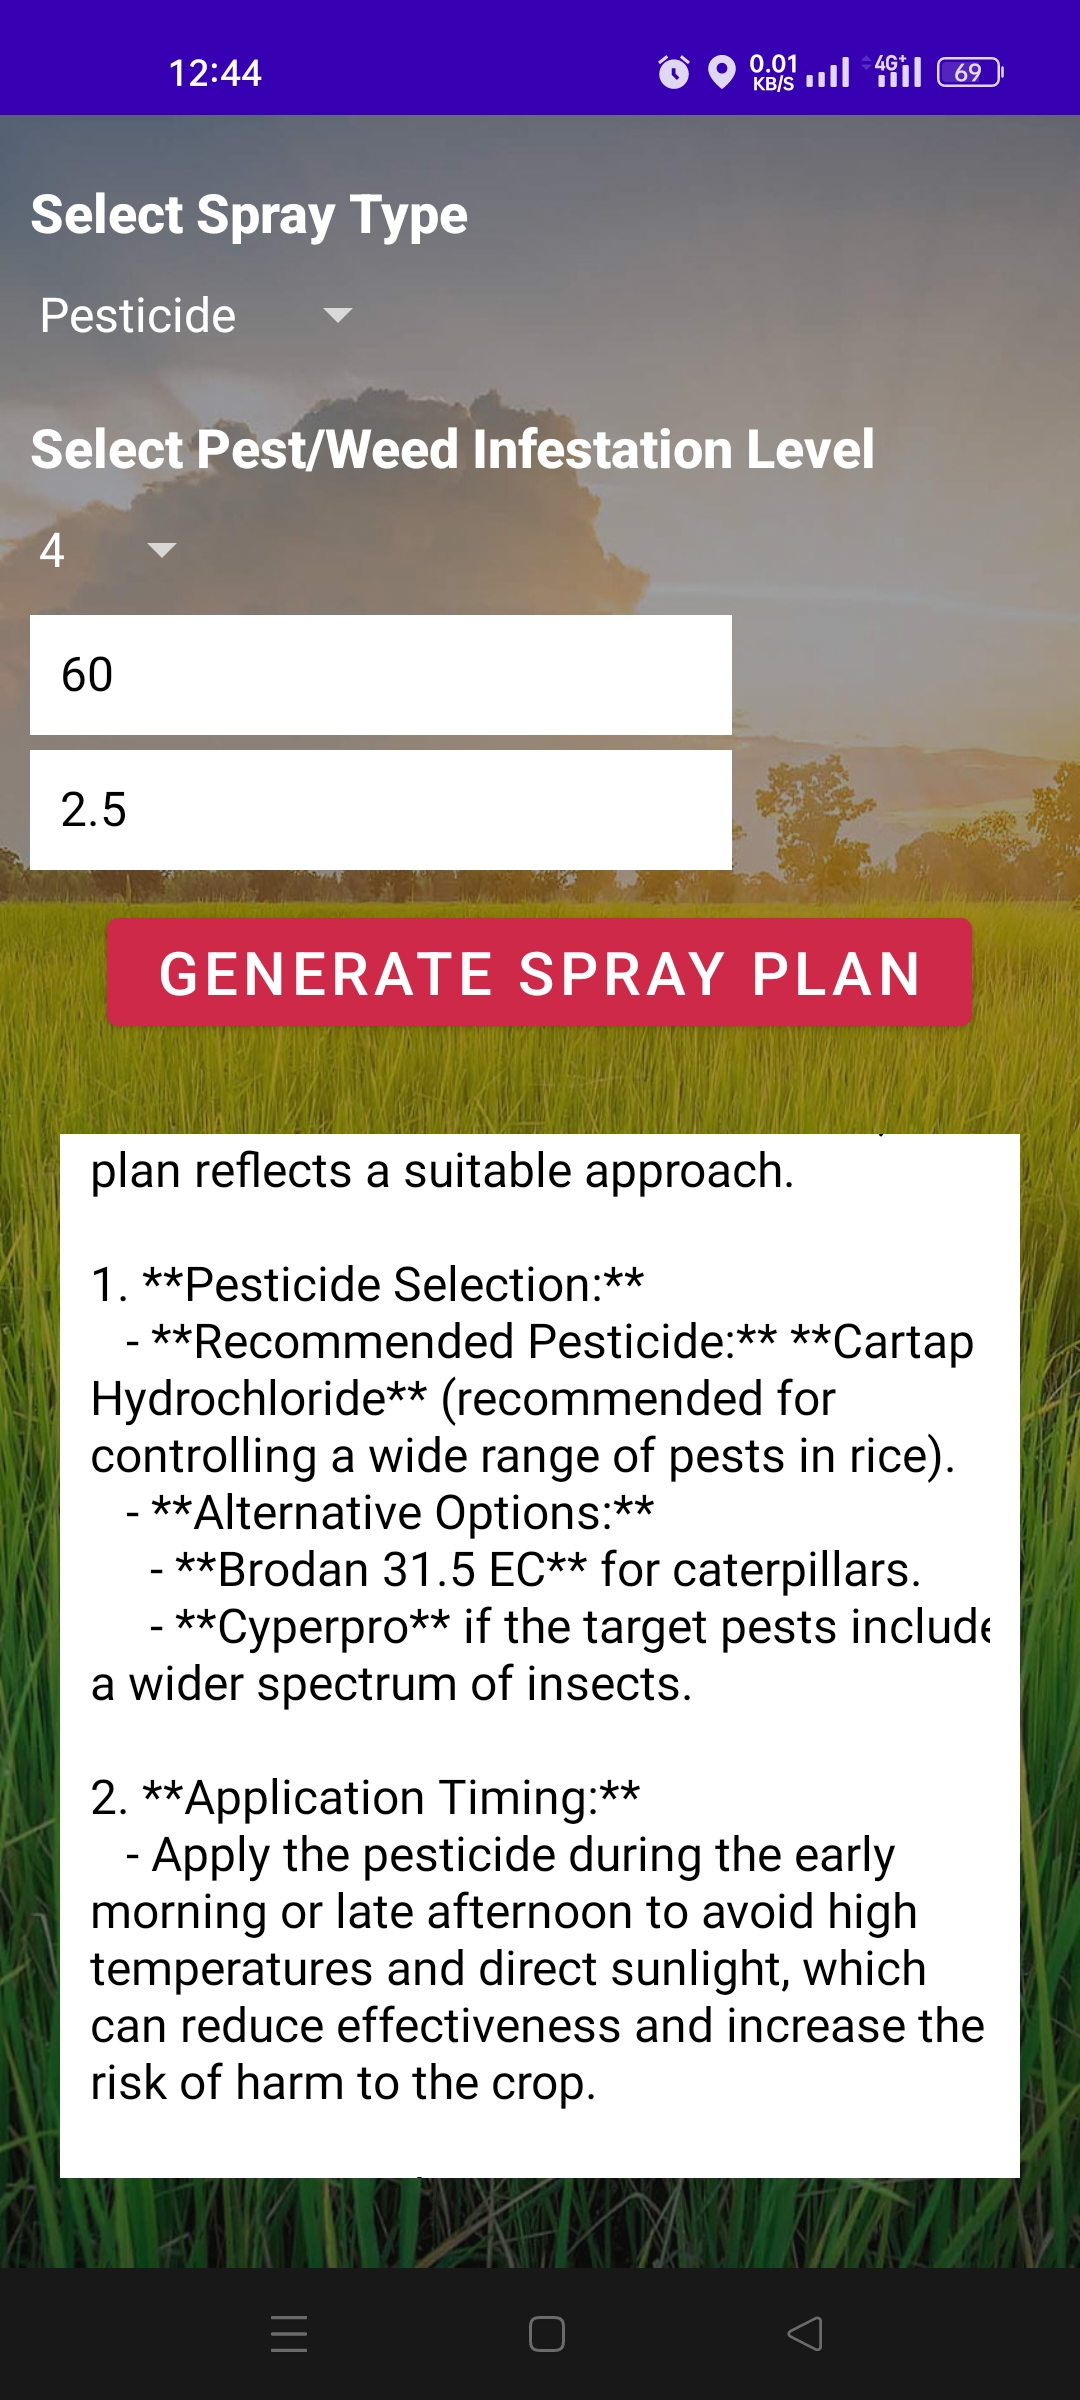 12:44
0.01
KB/S
4G+
69
Select Spray Type
Pesticide
Select Pest/Weed Infestation Level
4
60
2.5
GENERATE SPRAY PLAN
plan reflects a suitable approach.
1. **Pesticide Selection:**
- **Recommended Pesticide:** **Cartap
Hydrochloride** (recommended for
controlling a wide range of pests in rice).
- **Alternative Options:**
- **Brodan 31.5 EC** for caterpillars.
- **Cyperpro** if the target pests include
a wider spectrum of insects.
2. **Application Timing:**
- Apply the pesticide during the early
morning or late afternoon to avoid high
temperatures and direct sunlight, which
can reduce effectiveness and increase the
risk of harm to the crop.